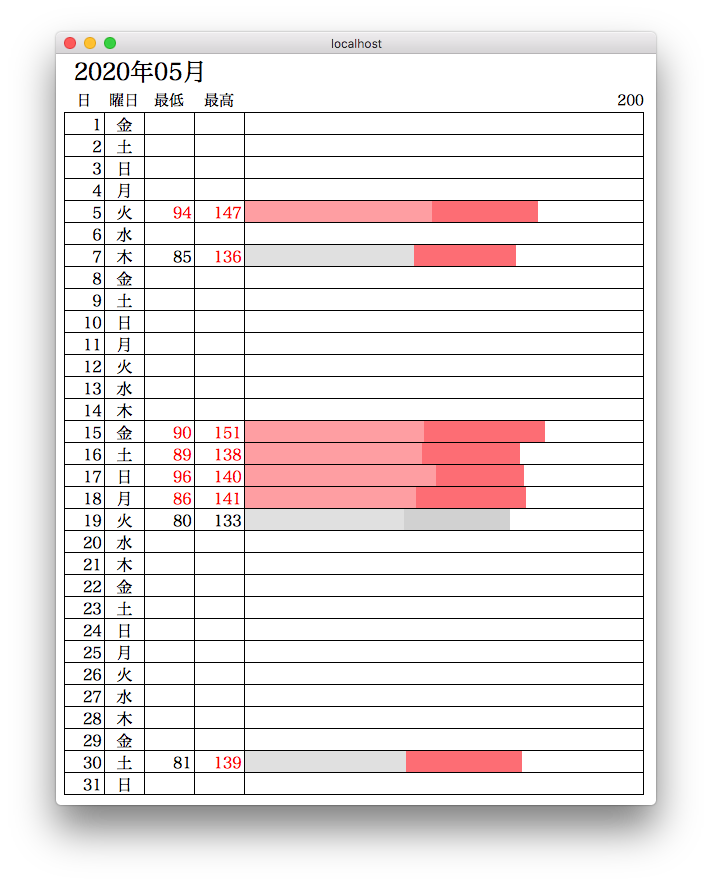 localhost
2020年05月
日 曜日 最低 最高 200
1 金
2 土
3 日
4 月
5 火 94 147
6 水
7 木 85 136
8 金
9 土
10 日
11 月
12 火
13 水
14 木
15 金 90 151
16 土 89 138
17 日 96 140
18 月 86 141
19 火 80 133
20 水
21 木
22 金
23 土
24 日
25 月
26 火
27 水
28 木
29 金
30 土 81 139
31 日